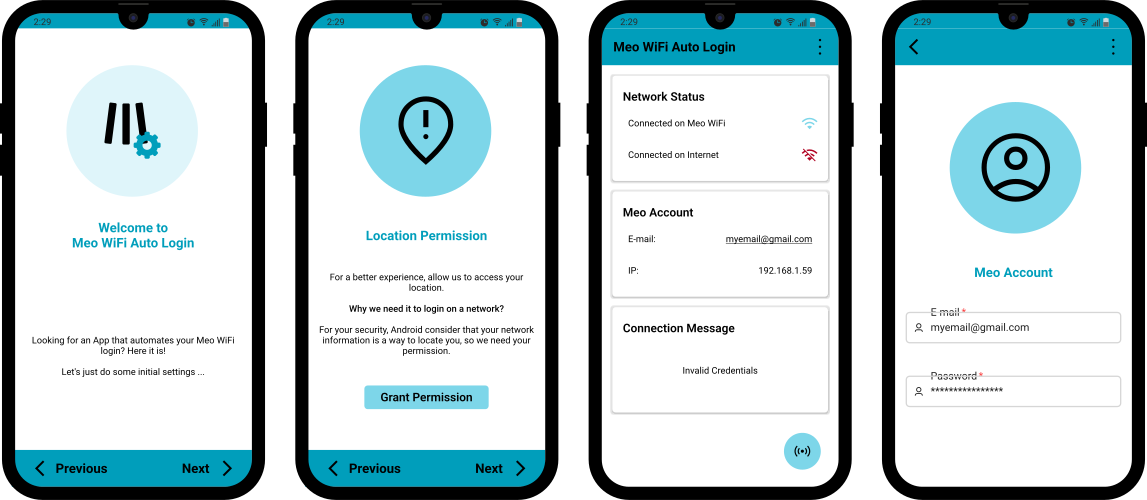 2:29
Welcome to
Meo WiFi Auto Login
Looking for an App that automates your Meo WiFi
login? Here it is!
Let's just do some initial settings ...
Previous
Next
2:29
Location Permission
For a better experience, allow us to access your
location.
Why we need it to login on a network?
For your security, Android consider that your network
information is a way to locate you, so we need your
permission.
Grant Permission
Previous
Next
2:29
Meo WiFi Auto Login
Network Status
Connected on Meo WiFi
Connected on Internet
Meo Account
E-mail:
myemail@gmail.com
IP:
192.168.1.59
Connection Message
Invalid Credentials
2:29
Meo Account
E-mail*
myemail@gmail.com
Password*
****************